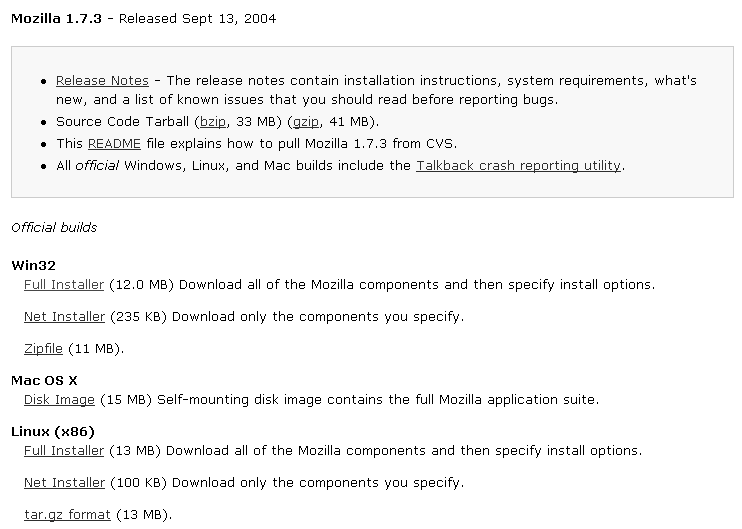 Mozilla 1.7.3 - Released Sept 13, 2004
• Release Notes - The release notes contain installation instructions, system requirements, what's
new, and a list of known issues that you should read before reporting bugs.
• Source Code Tarball (bzip, 33 MB) (gzip, 41 MB).
• This README file explains how to pull Mozilla 1.7.3 from CVS.
• All official Windows, Linux, and Mac builds include the Talkback crash reporting utility.
Official builds
Win32
Full Installer (12.0 MB) Download all of the Mozilla components and then specify install options.
Net Installer (235 KB) Download only the components you specify.
Zipfile (11 MB).
Mac OS X
Disk Image (15 MB) Self-mounting disk image contains the full Mozilla application suite.
Linux (x86)
Full Installer (13 MB) Download all of the Mozilla components and then specify install options.
Net Installer (100 KB) Download only the components you specify.
tar.gz format (13 MB).